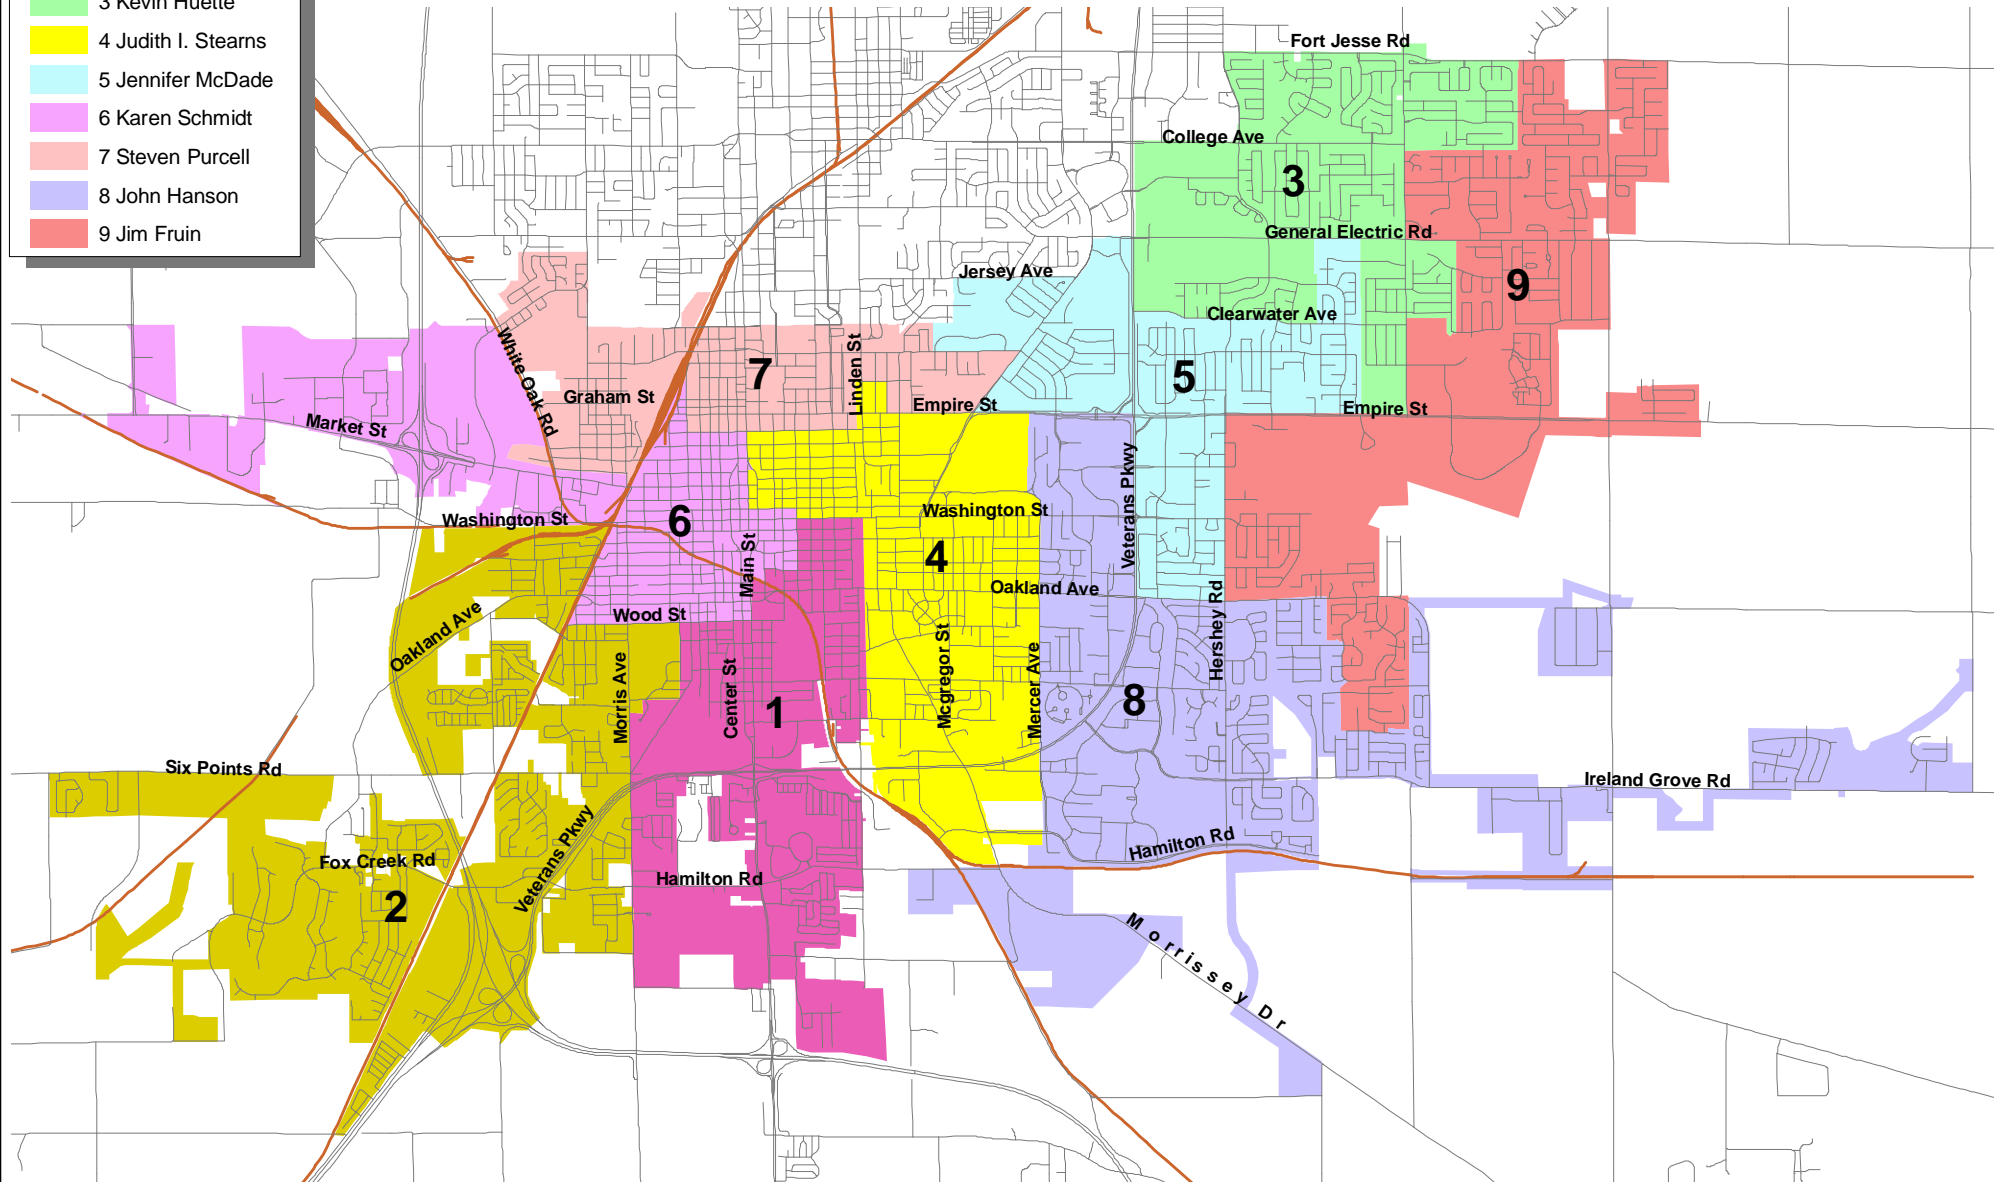 3 Kevin Huette
4 Judith I. Stearns
5 Jennifer McDade
6 Karen Schmidt
7 Steven Purcell
8 John Hanson
9 Jim Fruin
Fort Jesse Rd
College Ave
3
General Electric Rd
Jersey Ave
9
Clearwater Ave
White Oak Rd
Linden St
7
5
Graham St
Empire St
Empire St
Market St
Veterans Pkwy
Washington St
6
Washington St
Main St
4
Oakland Ave
Hershey Rd
Wood St
Oakland Ave
Morris Ave
Center St
Mcgregor St
Mercer Ave
8
1
Six Points Rd
Ireland Grove Rd
Veterans Pkwy
Hamilton Rd
Fox Creek Rd
Hamilton Rd
2
Morrissey Dr